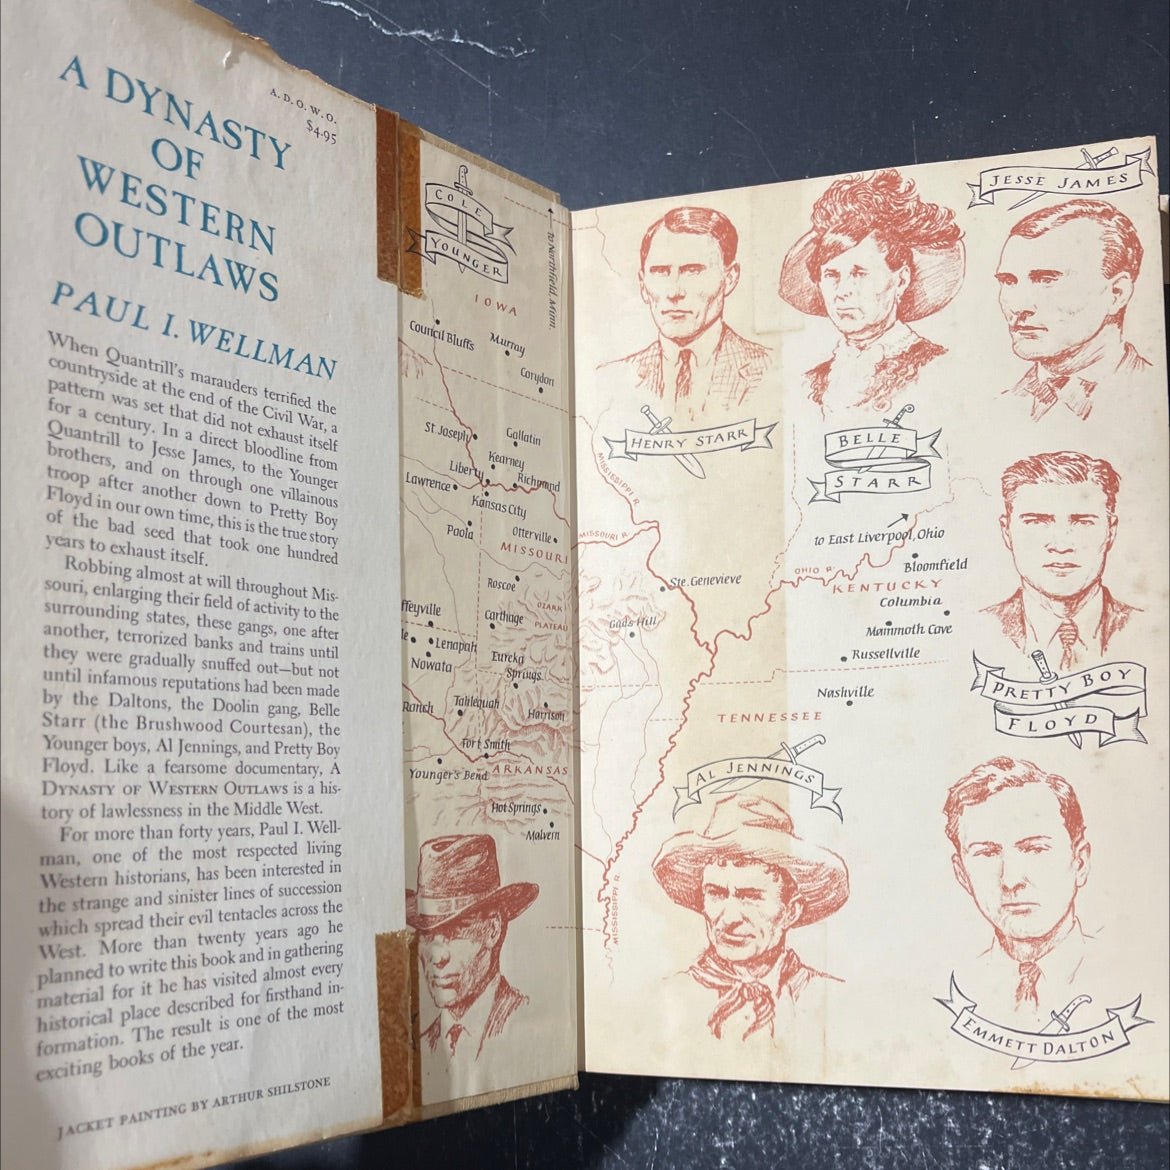 A. D. O. W. O.
$4.95
A DYNASTY
OF
WESTERN
OUTLAWS
PAUL I. WELLMAN
When Quantrill's marauders terrified the
countryside at the end of the Civil War, a
pattern was set that did not exhaust itself
for a century. In a direct bloodline from
Quantrill to Jesse James, to the Younger
brothers, and on through one villainous
troop after another down to Pretty Boy
Floyd in our own time, this is the true story
of the bad seed that took one hundred
years to exhaust itself.
Robbing almost at will throughout Mis-
souri, enlarging their field of activity to the
surrounding states, these gangs, one after
another, terrorized banks and trains until
they were gradually snuffed out—but not
until infamous reputations had been made
by the Daltons, the Doolin gang, Belle
Starr (the Brushwood Courtesan), the
Younger boys, Al Jennings, and Pretty Boy
Floyd. Like a fearsome documentary, A
DYNASTY OF WESTERN OUTLAWS is a his-
tory of lawlessness in the Middle West.
For more than forty years, Paul I. Well-
man, one of the most respected living
Western historians, has been interested in
the strange and sinister lines of succession
which spread their evil tentacles across the
West. More than twenty years ago he
planned to write this book and in gathering
material for it he has visited almost every
historical place described for firsthand in-
formation. The result is one of the most
exciting books of the year.
JACKET PAINTING BY ARTHUR SHILSTONE
COLE
YOUNGER
to Northfield, Minn.
IOWA
Council Bluffs
Murray
Corydon
St. Joseph
Gallatin
Kearney
Liberty
Richmond
Lawrence
Kansas City
Paola
Otterville
MISSOURI
Roscoe
OZARK
PLATEAU
ffeyville
Carthage
le
Lenapah
Nowata
Eureka
Springs
Ranch
Tahlequah
Harrison
Fort Smith
Younger's Bend
ARKANSAS
Hot Springs
Malvern
JESSE JAMES
HENRY STARR
BELLE
STARR
MISSISSIPPI R.
MISSOURI R.
to East Liverpool, Ohio
Bloomfield
OHIO R.
Ste. Genevieve
KENTUCKY
Columbia
Gads Hill
Mammoth Cave
Russellville
Nashville
TENNESSEE
PRETTY BOY
FLOYD
AL JENNINGS
MISSISSIPPI R.
EMMETT DALTON